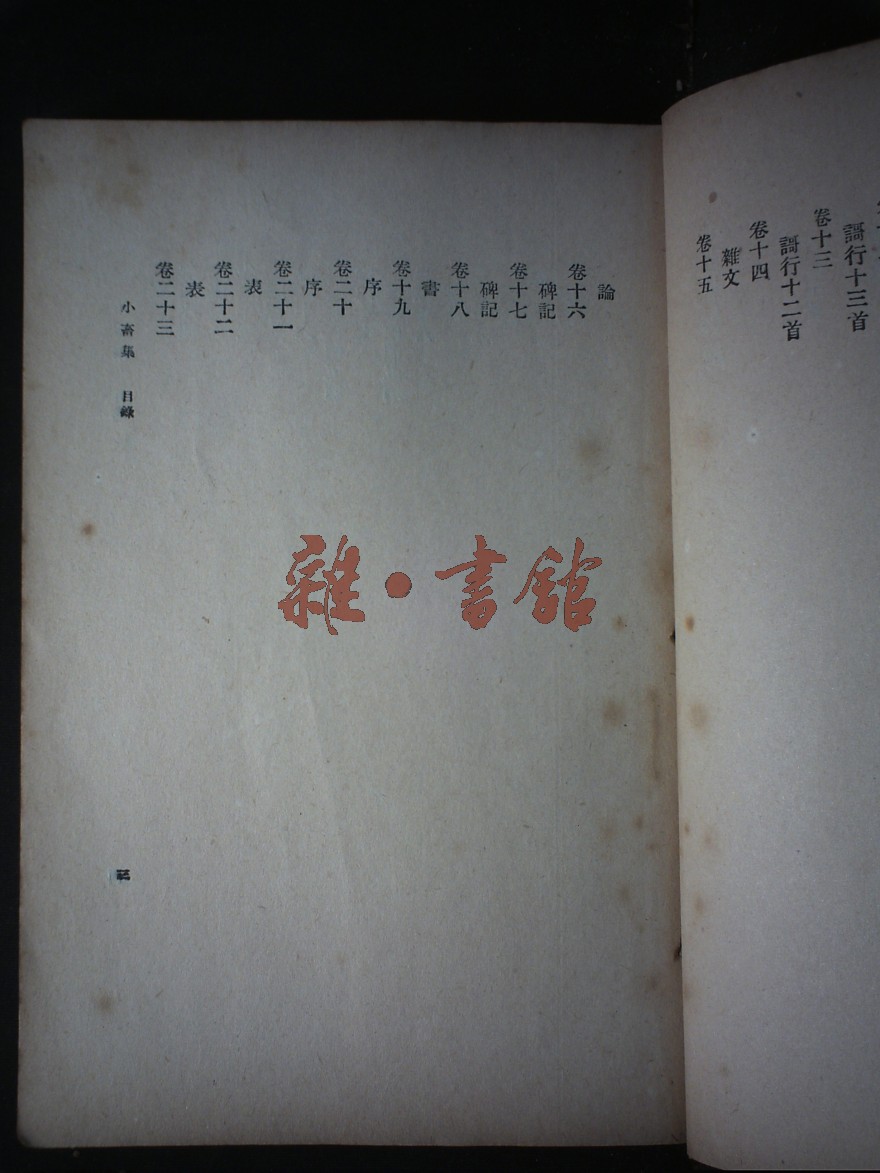 謌行十三首
卷十三
謌行十二首
卷十四
雜文
卷十五
論
卷十六
碑記
卷十七
碑記
卷十八
書
卷十九
序
卷二十
序
卷二十一
表
卷二十二
表
卷二十三
小畜集 目錄
雜·書館